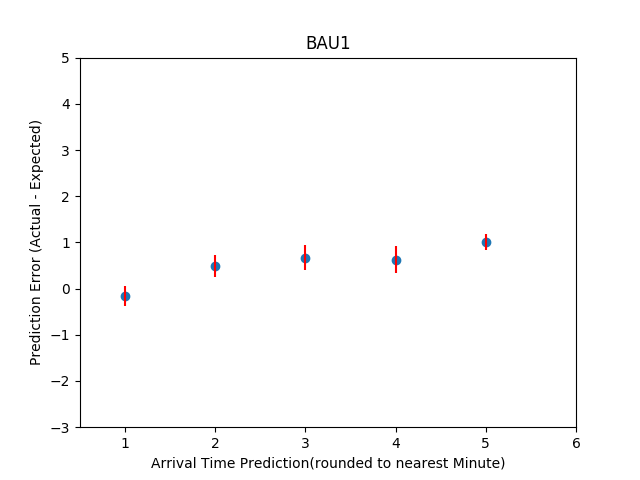 BAU1
5
4
3
2
1
0
−1
−2
−3
Prediction Error (Actual - Expected)
1 2 3 4 5 6
Arrival Time Prediction(rounded to nearest Minute)